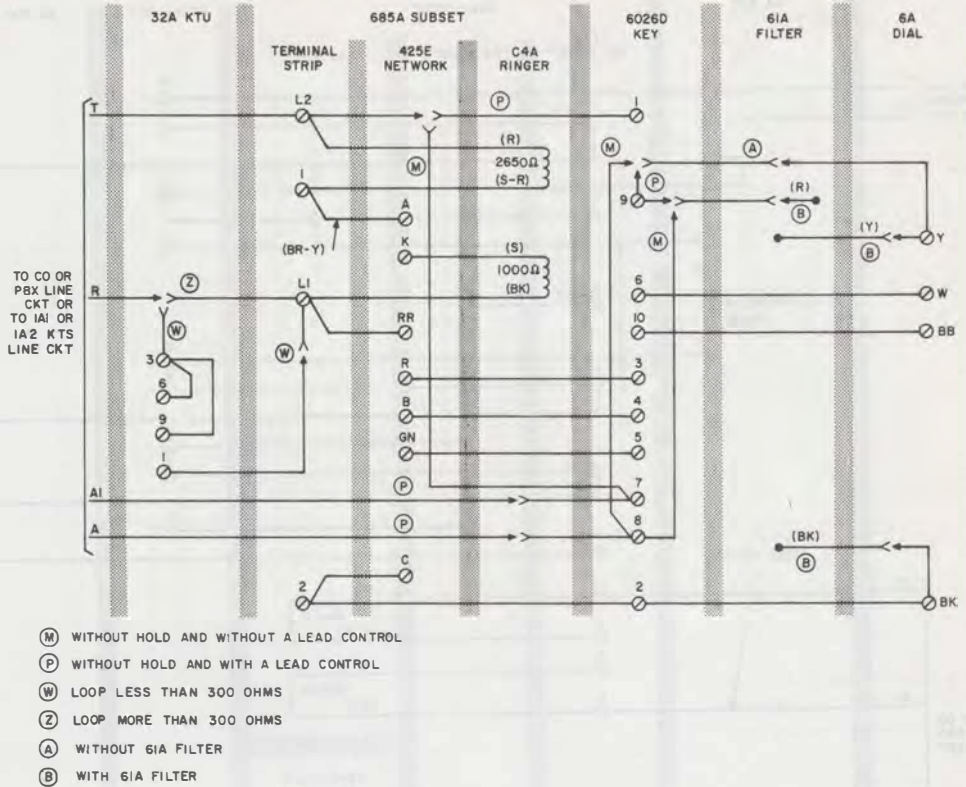 32A KTU
685A SUBSET
6026D KEY
61A FILTER
6A DIAL
TERMINAL STRIP
425E NETWORK
C4A RINGER
T
L2
P
1
(R)
M
2650Ω
(S-R)
M
A
1
P
(R)
A
9
B
(BR-Y)
K
(S)
M
(Y)
B
Y
1000Ω
(BK)
TO CO OR
PBX LINE
CKT OR
TO 1A1 OR
1A2 KTS
LINE CKT
R
Z
L1
6
W
W
RR
10
BB
3
W
R
3
6
B
4
9
GN
5
1
P
7
A1
P
8
A
(BK)
B
C
2
2
BK
M WITHOUT HOLD AND WITHOUT A LEAD CONTROL
P WITHOUT HOLD AND WITH A LEAD CONTROL
W LOOP LESS THAN 300 OHMS
Z LOOP MORE THAN 300 OHMS
A WITHOUT 61A FILTER
B WITH 61A FILTER